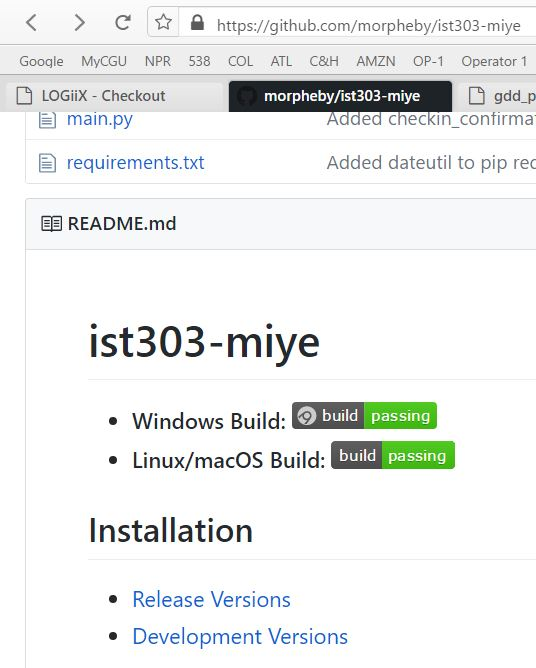 https://github.com/morpheby/ist303-miye
Google MyCGU NPR 538 COL ATL C&H AMZN OP-1 Operator 1
LOGiiX - Checkout morpheby/ist303-miye gdd_p
main.py Added checkin_confirmat
requirements.txt Added dateutil to pip rec
README.md
ist303-miye
Windows Build: build passing
Linux/macOS Build: build passing
Installation
Release Versions
Development Versions